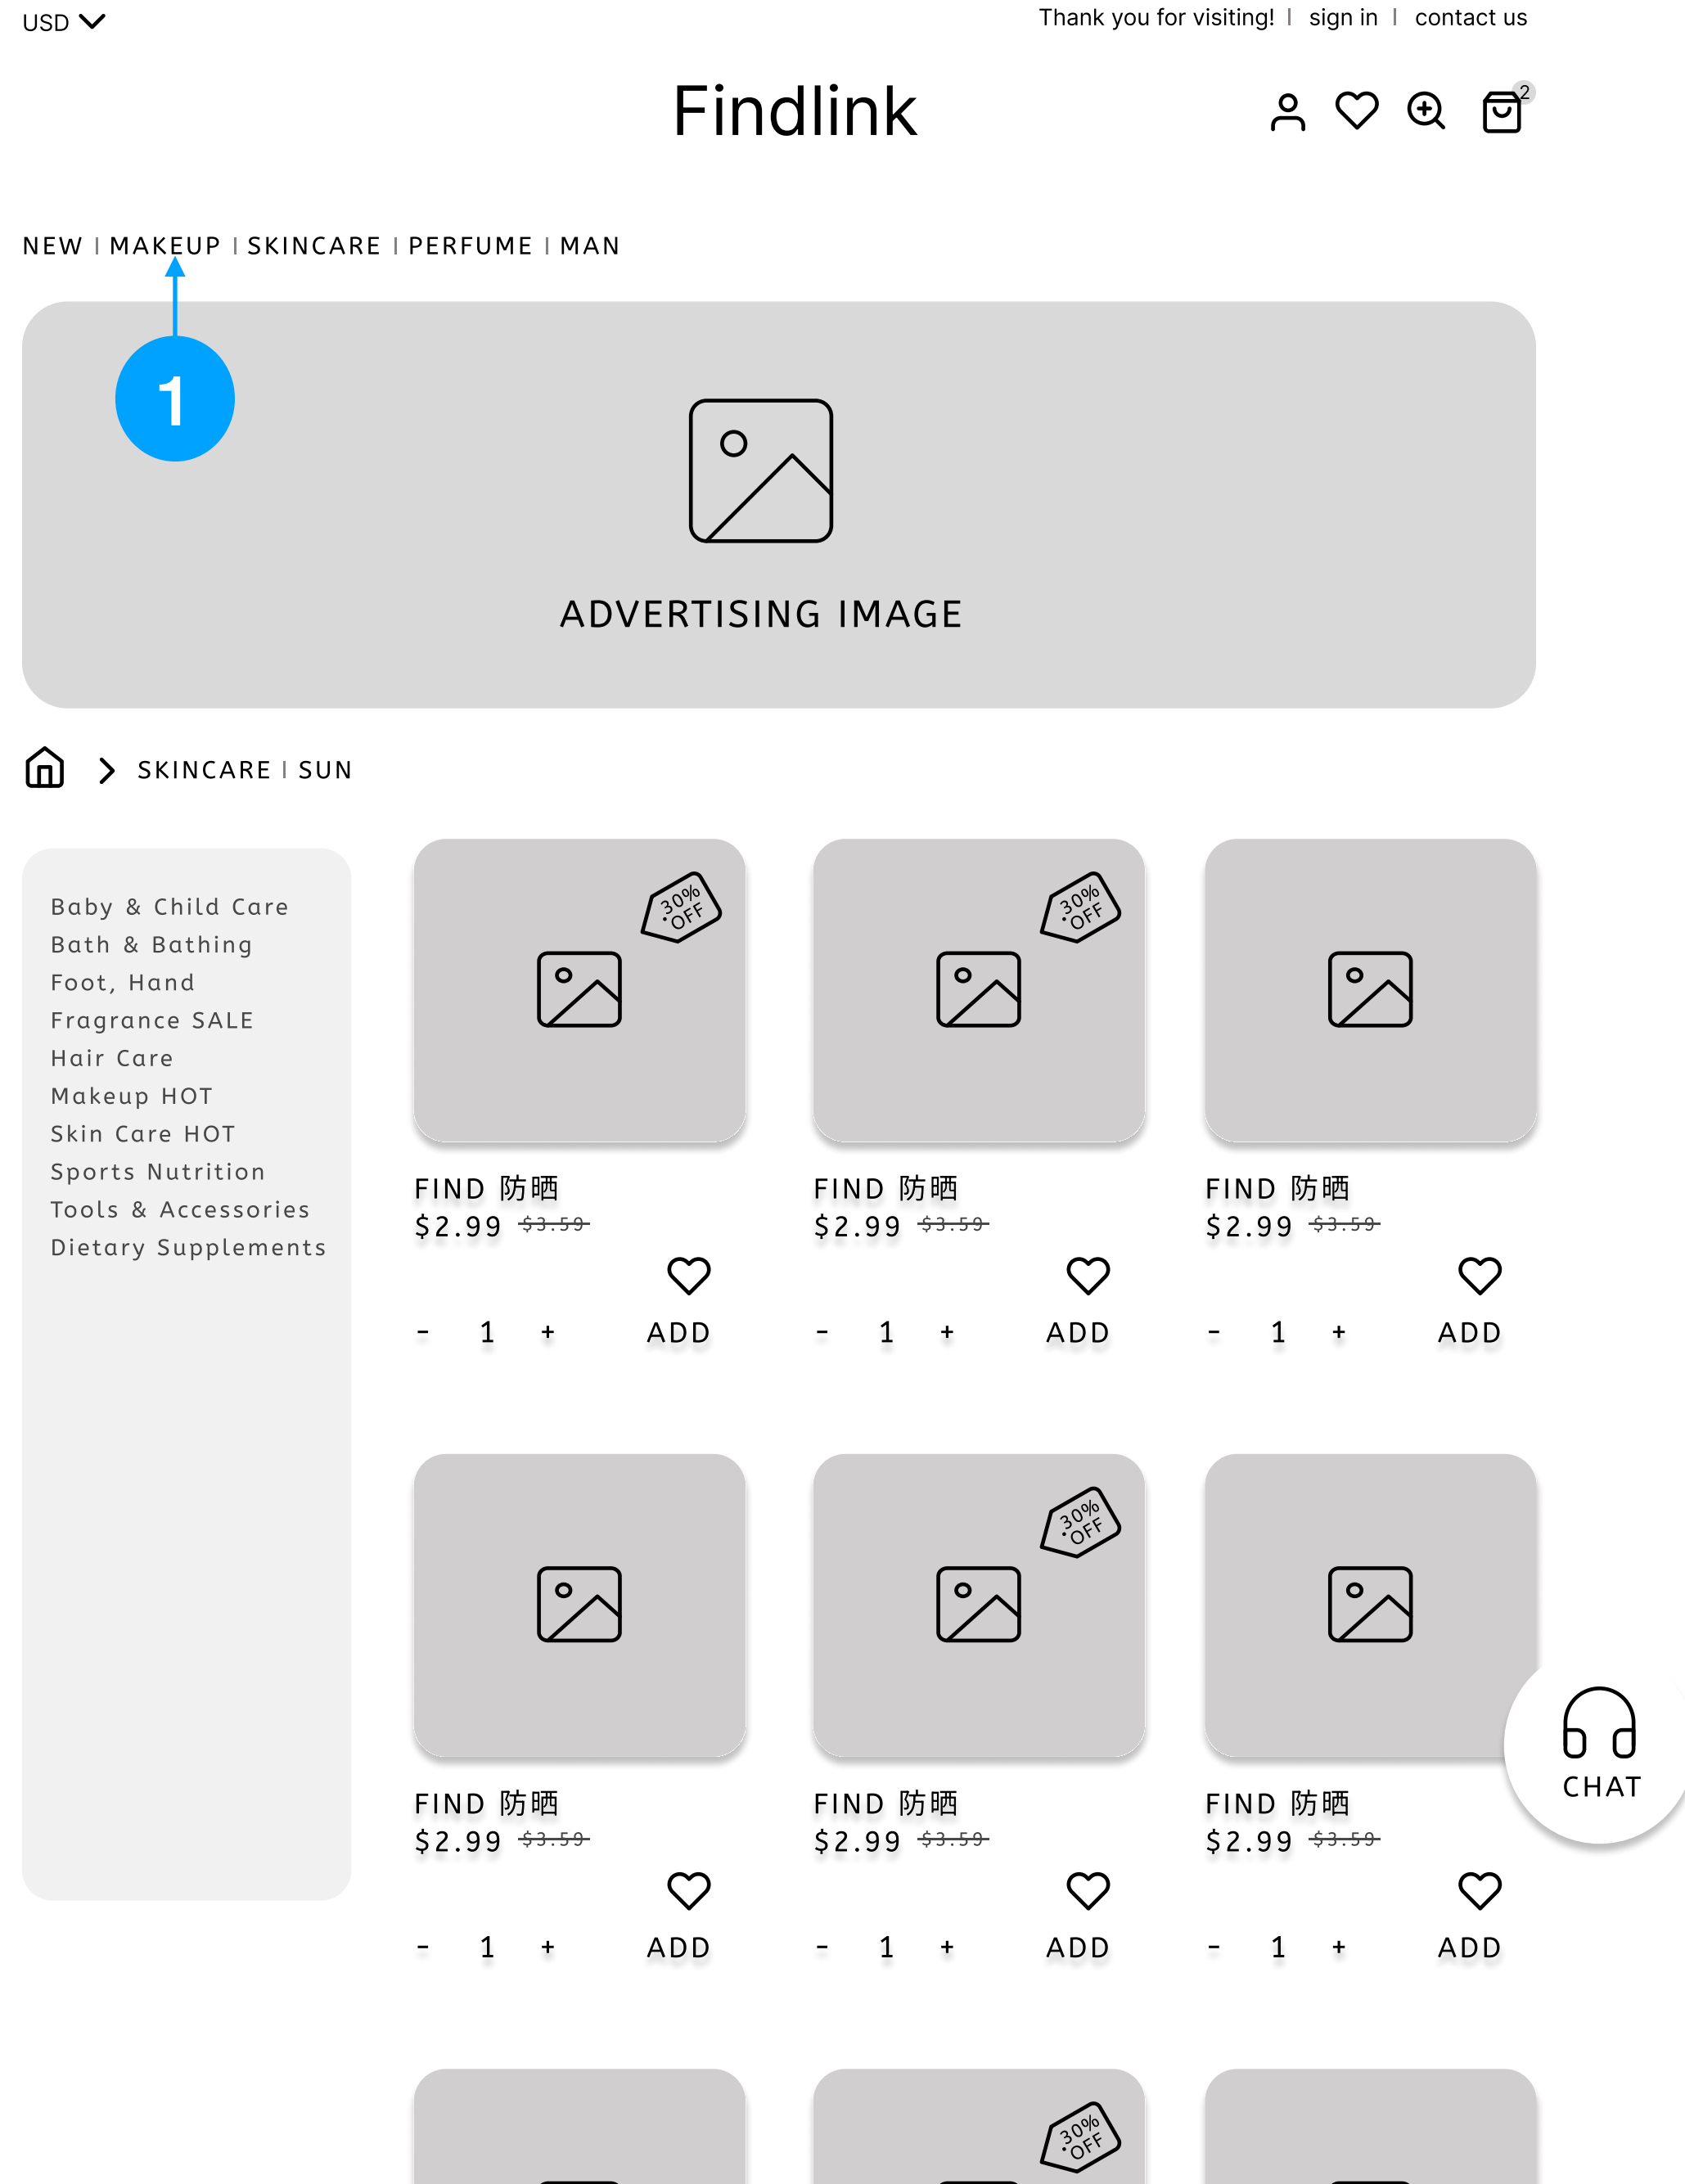 USD
Thank you for visiting! | sign in | contact us
Findlink
2
NEW | MAKEUP | SKINCARE | PERFUME | MAN
1
ADVERTISING IMAGE
SKINCARE | SUN
Baby & Child Care
Bath & Bathing
Foot, Hand
Fragrance SALE
Hair Care
Makeup HOT
Skin Care HOT
Sports Nutrition
Tools & Accessories
Dietary Supplements
30%
OFF
30%
OFF
FIND 防晒
$2.99 $3.59
- 1 + ADD
FIND 防晒
$2.99 $3.59
- 1 + ADD
FIND 防晒
$2.99 $3.59
- 1 + ADD
30%
OFF
FIND 防晒
$2.99 $3.59
- 1 + ADD
FIND 防晒
$2.99 $3.59
- 1 + ADD
FIND 防晒
$2.99 $3.59
- 1 + ADD
CHAT
30%
OFF